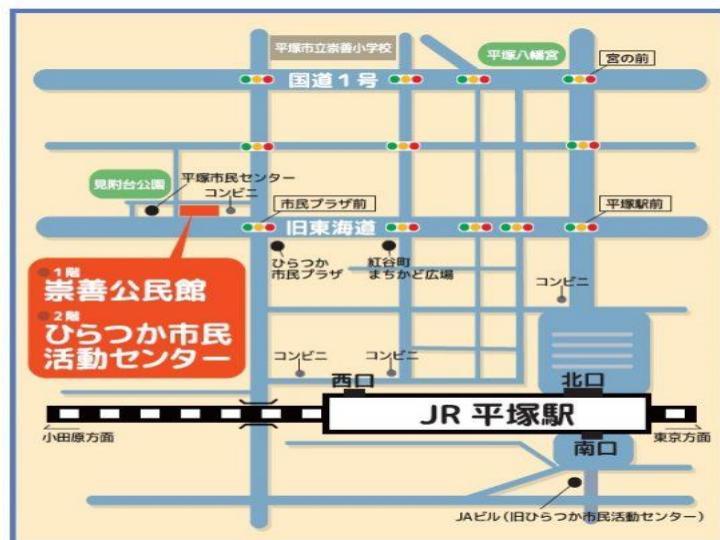 平塚市立崇善小学校
平塚八幡宮
宮の前
国道1号
見附台公園
平塚市民センター
コンビニ
市民プラザ前
旧東海道
平塚駅前
1階
崇善公民館
2階
ひらつか市民
活動センター
ひらつか
市民プラザ
紅谷町
まちかど広場
コンビニ
コンビニ
コンビニ
西口
北口
JR 平塚駅
小田原方面
東京方面
南口
JAビル(旧ひらつか市民活動センター)